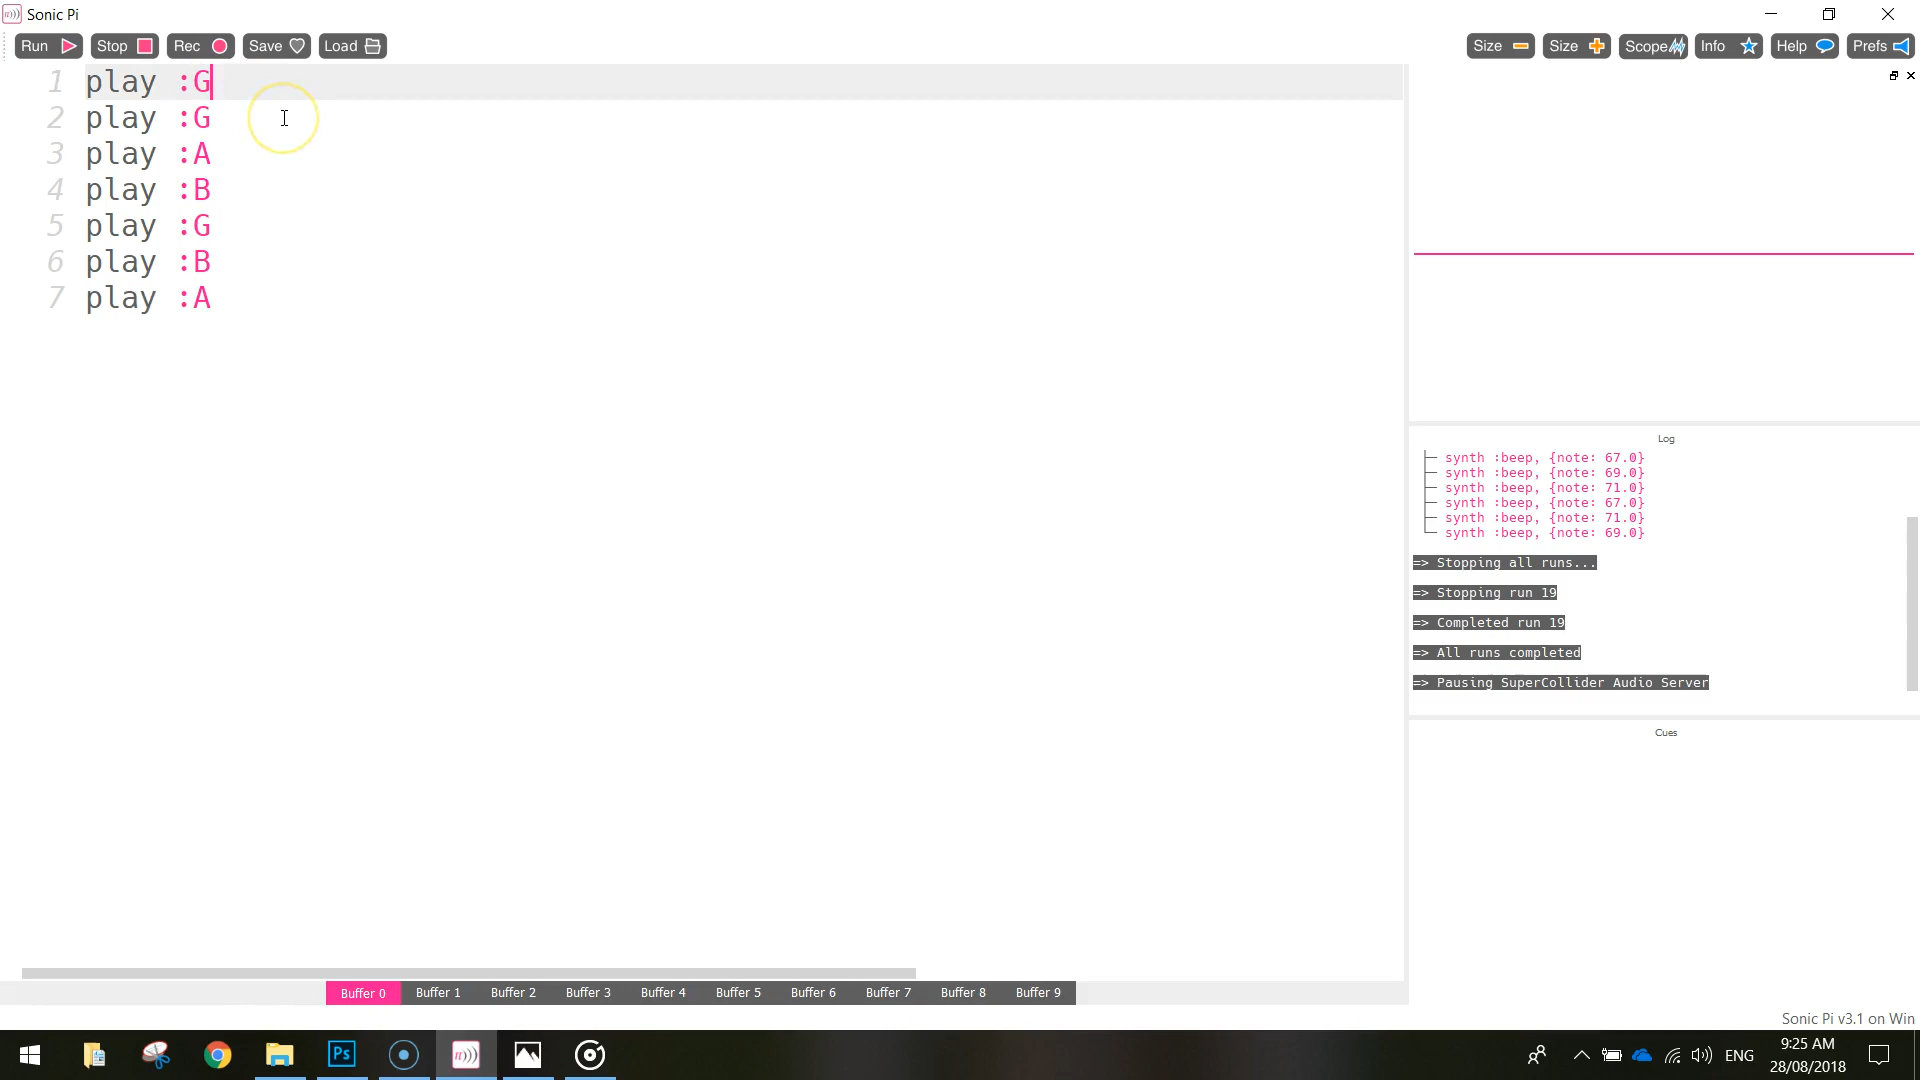 Sonic Pi
Run Stop Rec Save Load Size Size Scope Info Help Prefs
1 play :G
2 play :G
3 play :A
4 play :B
5 play :G
6 play :B
7 play :A
Log
synth :beep, {note: 67.0}
synth :beep, {note: 69.0}
synth :beep, {note: 71.0}
synth :beep, {note: 67.0}
synth :beep, {note: 71.0}
synth :beep, {note: 69.0}
=> Stopping all runs...
=> Stopping run 19
=> Completed run 19
=> All runs completed
=> Pausing SuperCollider Audio Server
Cues
Buffer 0 Buffer 1 Buffer 2 Buffer 3 Buffer 4 Buffer 5 Buffer 6 Buffer 7 Buffer 8 Buffer 9
Sonic Pi v3.1 on Win
Ps
ENG
9:25 AM
28/08/2018